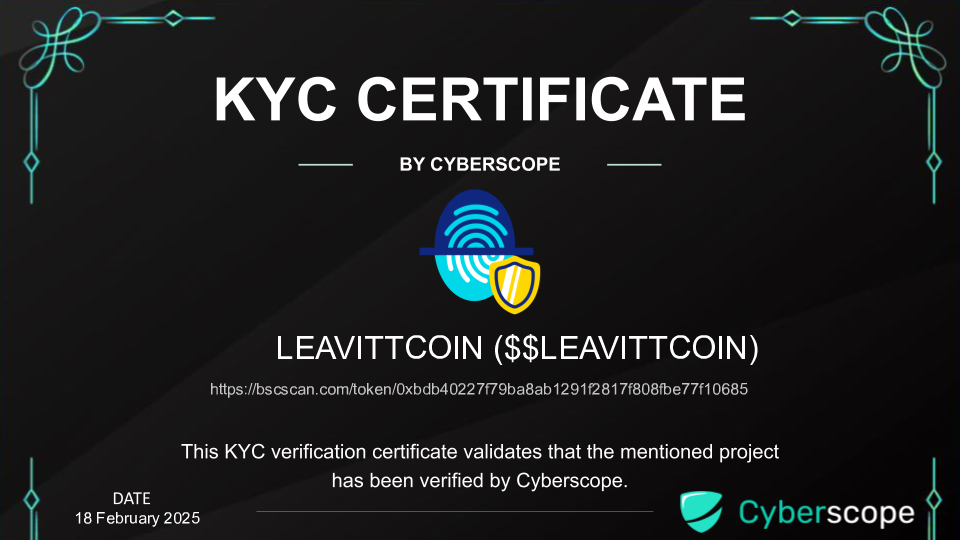 KYC CERTIFICATE
BY CYBERSCOPE
LEAVITTCOIN ($$LEAVITTCOIN)
https://bscscan.com/token/0xbdb40227f79ba8ab1291f2817f808fbe77f10685
This KYC verification certificate validates that the mentioned project
has been verified by Cyberscope.
DATE
18 February 2025
Cyberscope